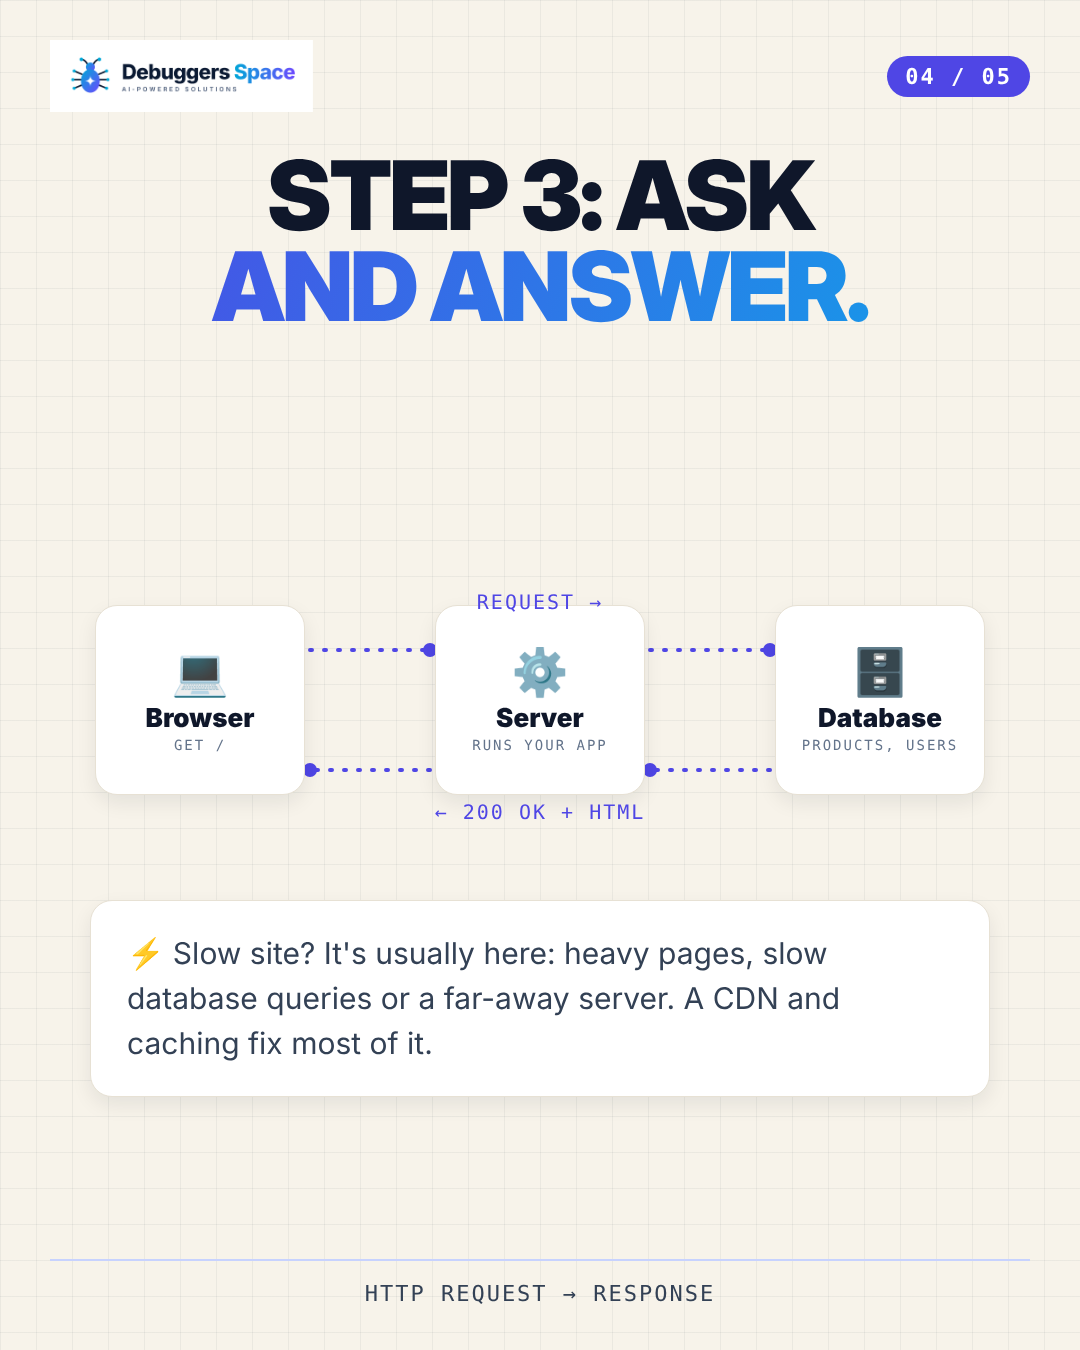 Debuggers Space
AI-POWERED SOLUTIONS
04 / 05
STEP 3: ASK
AND ANSWER.
REQUEST →
Browser
GET /
Server
RUNS YOUR APP
Database
PRODUCTS, USERS
← 200 OK + HTML
⚡ Slow site? It's usually here: heavy pages, slow
database queries or a far-away server. A CDN and
caching fix most of it.
HTTP REQUEST → RESPONSE